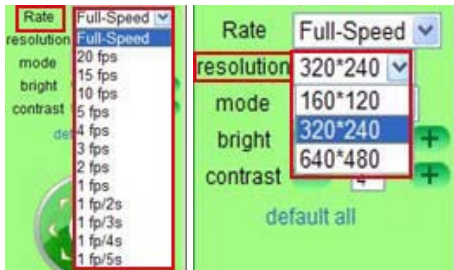 Rate Full-Speed
resolution Full-Speed
mode 20 fps
15 fps
bright 10 fps
contrast 5 fps
4 fps
3 fps
2 fps
1 fps
1 fp/2s
1 fp/3s
1 fp/4s
1 fp/5s
Rate Full-Speed
resolution 320*240
mode 160*120
320*240
bright +
640*480
contrast 4 +
default all